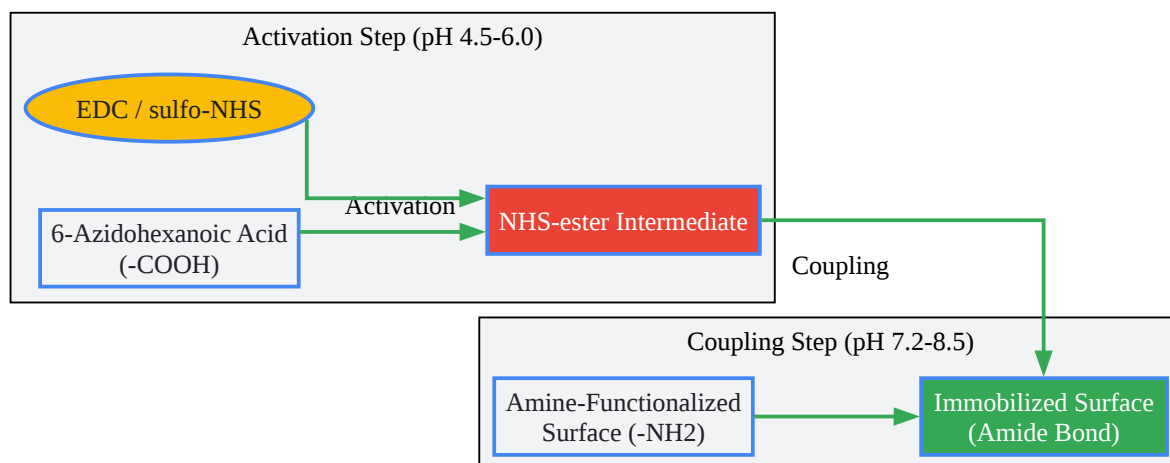 Activation Step (pH 4.5-6.0)
EDC / sulfo-NHS
Activation
6-Azidohexanoic Acid
(-COOH)
NHS-ester Intermediate
Coupling
Coupling Step (pH 7.2-8.5)
Amine-Functionalized
Surface (-NH2)
Immobilized Surface
(Amide Bond)